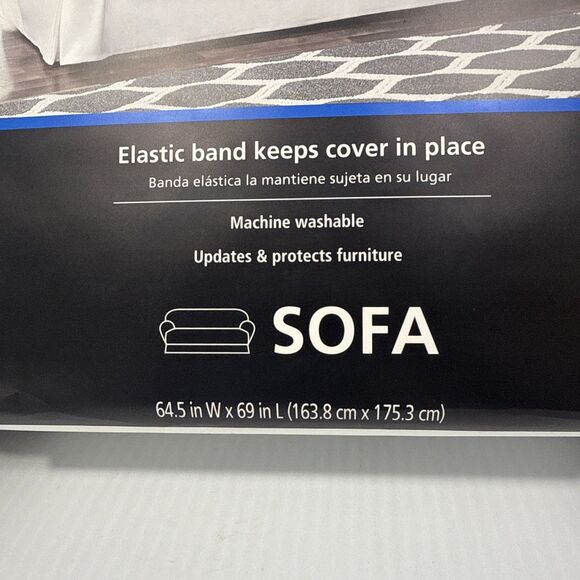 Elastic band keeps cover in place
Banda elástica la mantiene sujeta en su lugar
Machine washable
Updates & protects furniture
SOFA
64.5 in W x 69 in L (163.8 cm x 175.3 cm)